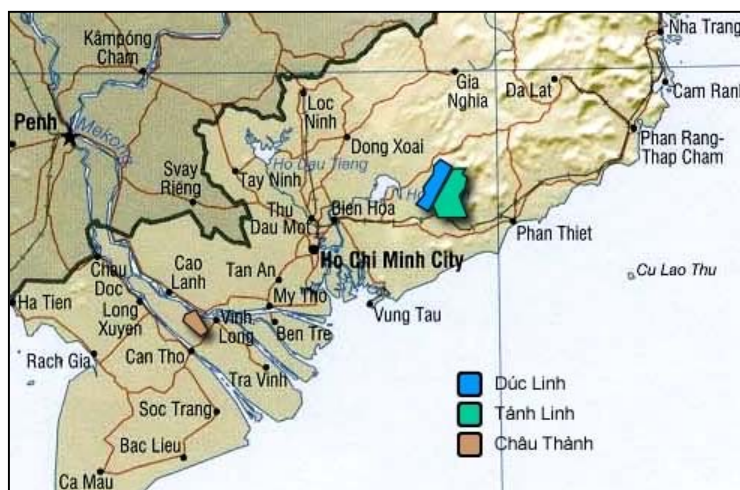 Nha Trang
Kâmpóng
Cham
Gia
Nghia
Da Lat
Cam Ranh
Loc
Ninh
Penh
Mekong
Dong Xoai
Phan Rang-
Thap Cham
Svay
Riêng
Ho Dau Tieng
Tay Ninh
Thu
Dau Mot
Bien Hoa
Phan Thiet
Ho Chi Minh City
Chau
Doc
Cao
Lanh
Tan An
Cu Lao Thu
Ha Tien
Long
Xuyen
My Tho
Vung Tau
Vinh
Long
Ben Tre
Rach Gia
Can Tho
Tra Vinh
Dúc Linh
Tánh Linh
Châu Thành
Soc Trang
Bac Lieu
Ca Mau